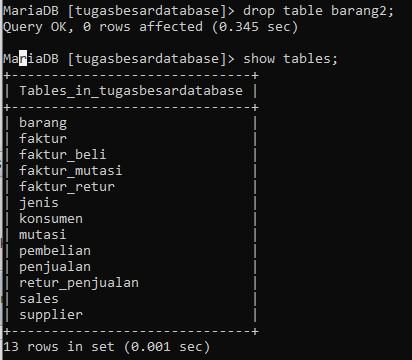 MariaDB [tugasbesardatabase]> drop table barang2;
Query OK, 0 rows affected (0.345 sec)
MariaDB [tugasbesardatabase]> show tables;
+------------------------------+
| Tables_in_tugasbesardatabase |
+------------------------------+
| barang                       |
| faktur                       |
| faktur_beli                  |
| faktur_mutasi                |
| faktur_retur                 |
| jenis                        |
| konsumen                     |
| mutasi                       |
| pembelian                    |
| penjualan                    |
| retur_penjualan              |
| sales                        |
| supplier                     |
+------------------------------+
13 rows in set (0.001 sec)